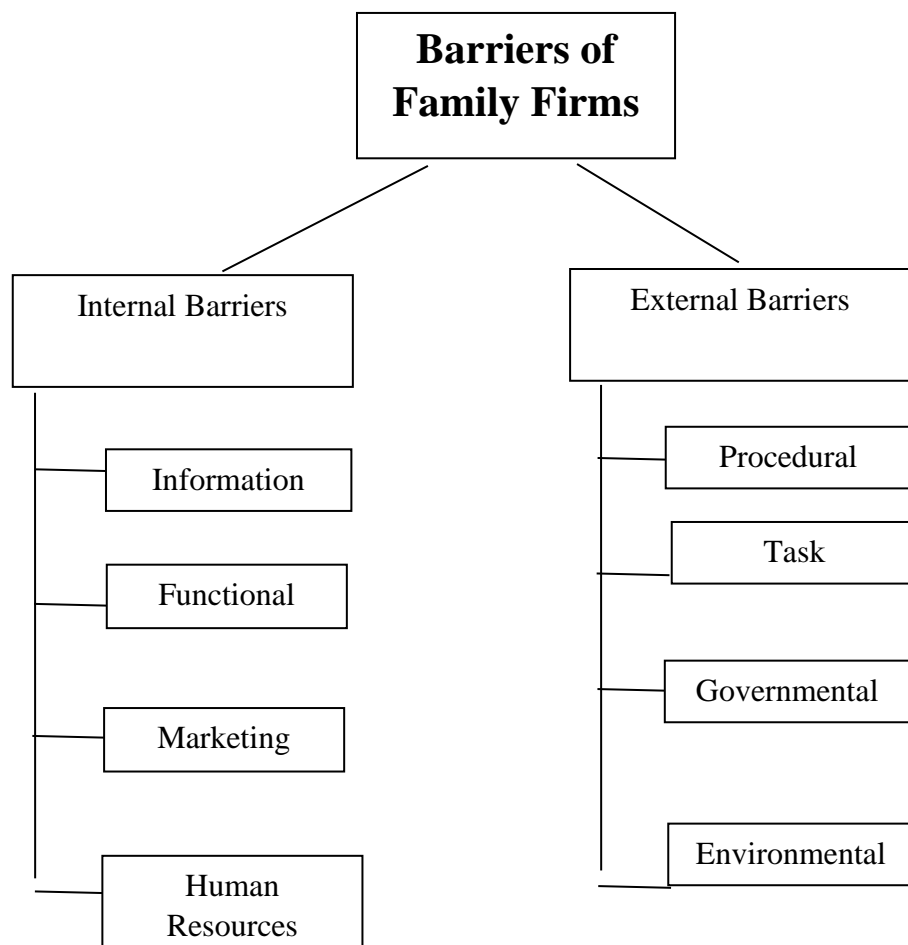 Barriers of
Family Firms
Internal Barriers
External Barriers
Information
Functional
Marketing
Human
Resources
Procedural
Task
Governmental
Environmental